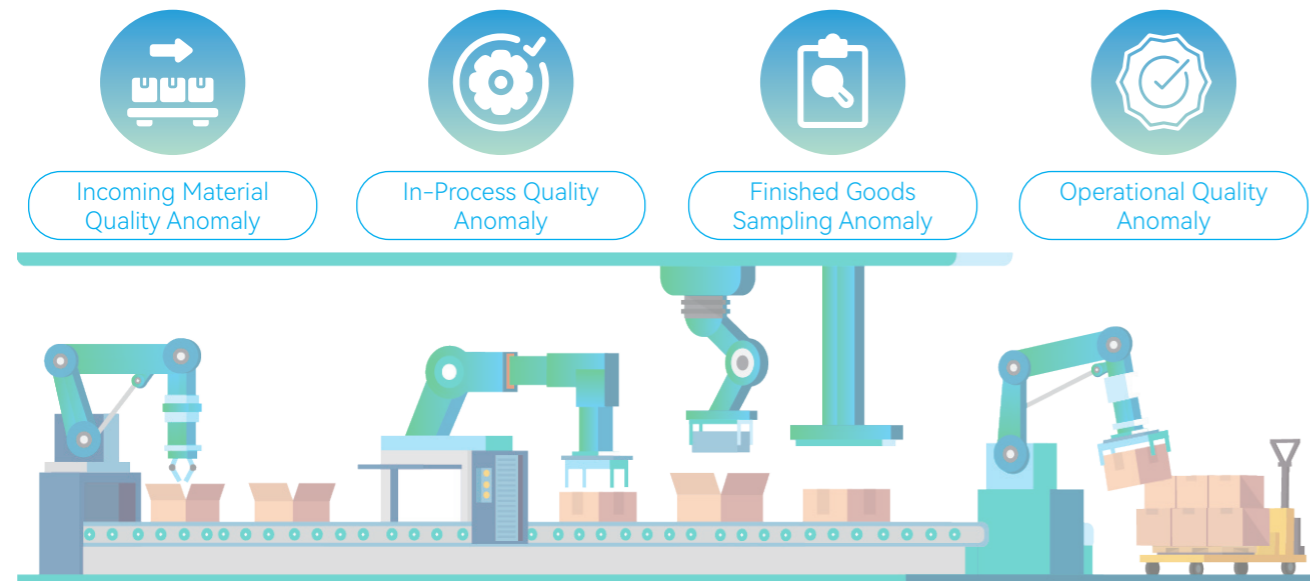 Incoming Material
Quality Anomaly
In-Process Quality
Anomaly
Finished Goods
Sampling Anomaly
Operational Quality
Anomaly